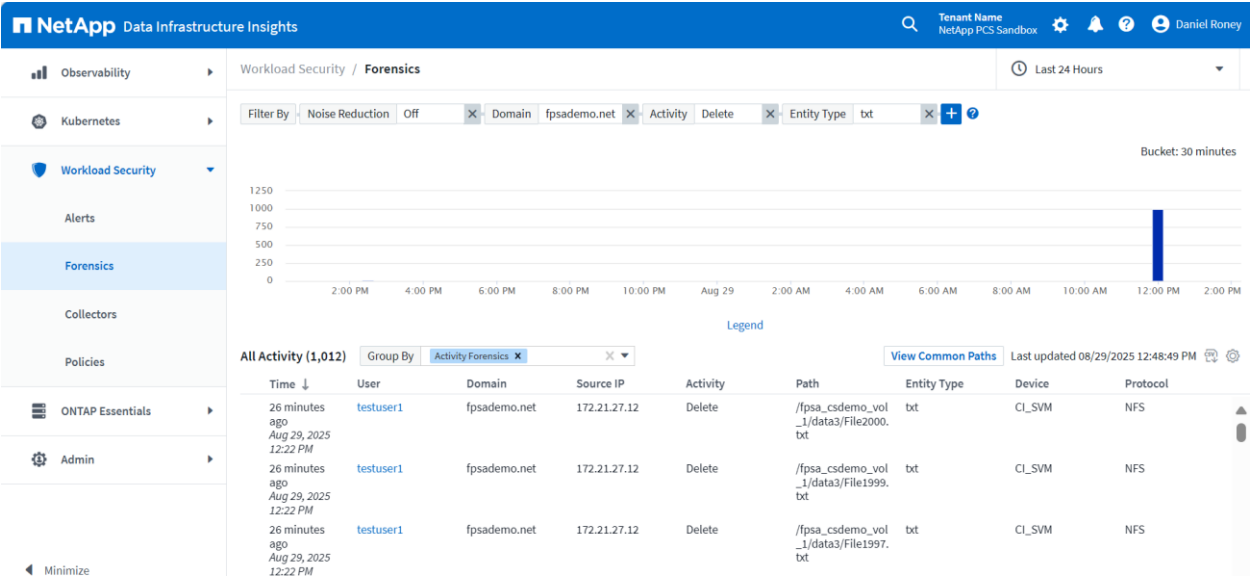 NetApp Data Infrastructure Insights
Tenant Name
NetApp PCS Sandbox
Daniel Roney
Observability
Kubernetes
Workload Security
Alerts
Forensics
Collectors
Policies
ONTAP Essentials
Admin
Minimize
Workload Security / Forensics
Last 24 Hours
Filter By Noise Reduction Off Domain fpsademo.net Activity Delete Entity Type txt
Bucket: 30 minutes
1250
1000
750
500
250
0
2:00 PM 4:00 PM 6:00 PM 8:00 PM 10:00 PM Aug 29 2:00 AM 4:00 AM 6:00 AM 8:00 AM 10:00 AM 12:00 PM 2:00 PM
Legend
All Activity (1,012) Group By Activity Forensics View Common Paths Last updated 08/29/2025 12:48:49 PM
Time ↓ User Domain Source IP Activity Path Entity Type Device Protocol
26 minutes testuser1 fpsademo.net 172.21.27.12 Delete /fpsa_csdemo_vol txt CI_SVM NFS
ago _1/data3/File2000.
Aug 29, 2025 txt
12:22 PM
26 minutes testuser1 fpsademo.net 172.21.27.12 Delete /fpsa_csdemo_vol txt CI_SVM NFS
ago _1/data3/File1999.
Aug 29, 2025 txt
12:22 PM
26 minutes testuser1 fpsademo.net 172.21.27.12 Delete /fpsa_csdemo_vol txt CI_SVM NFS
ago _1/data3/File1997.
Aug 29, 2025 txt
12:22 PM